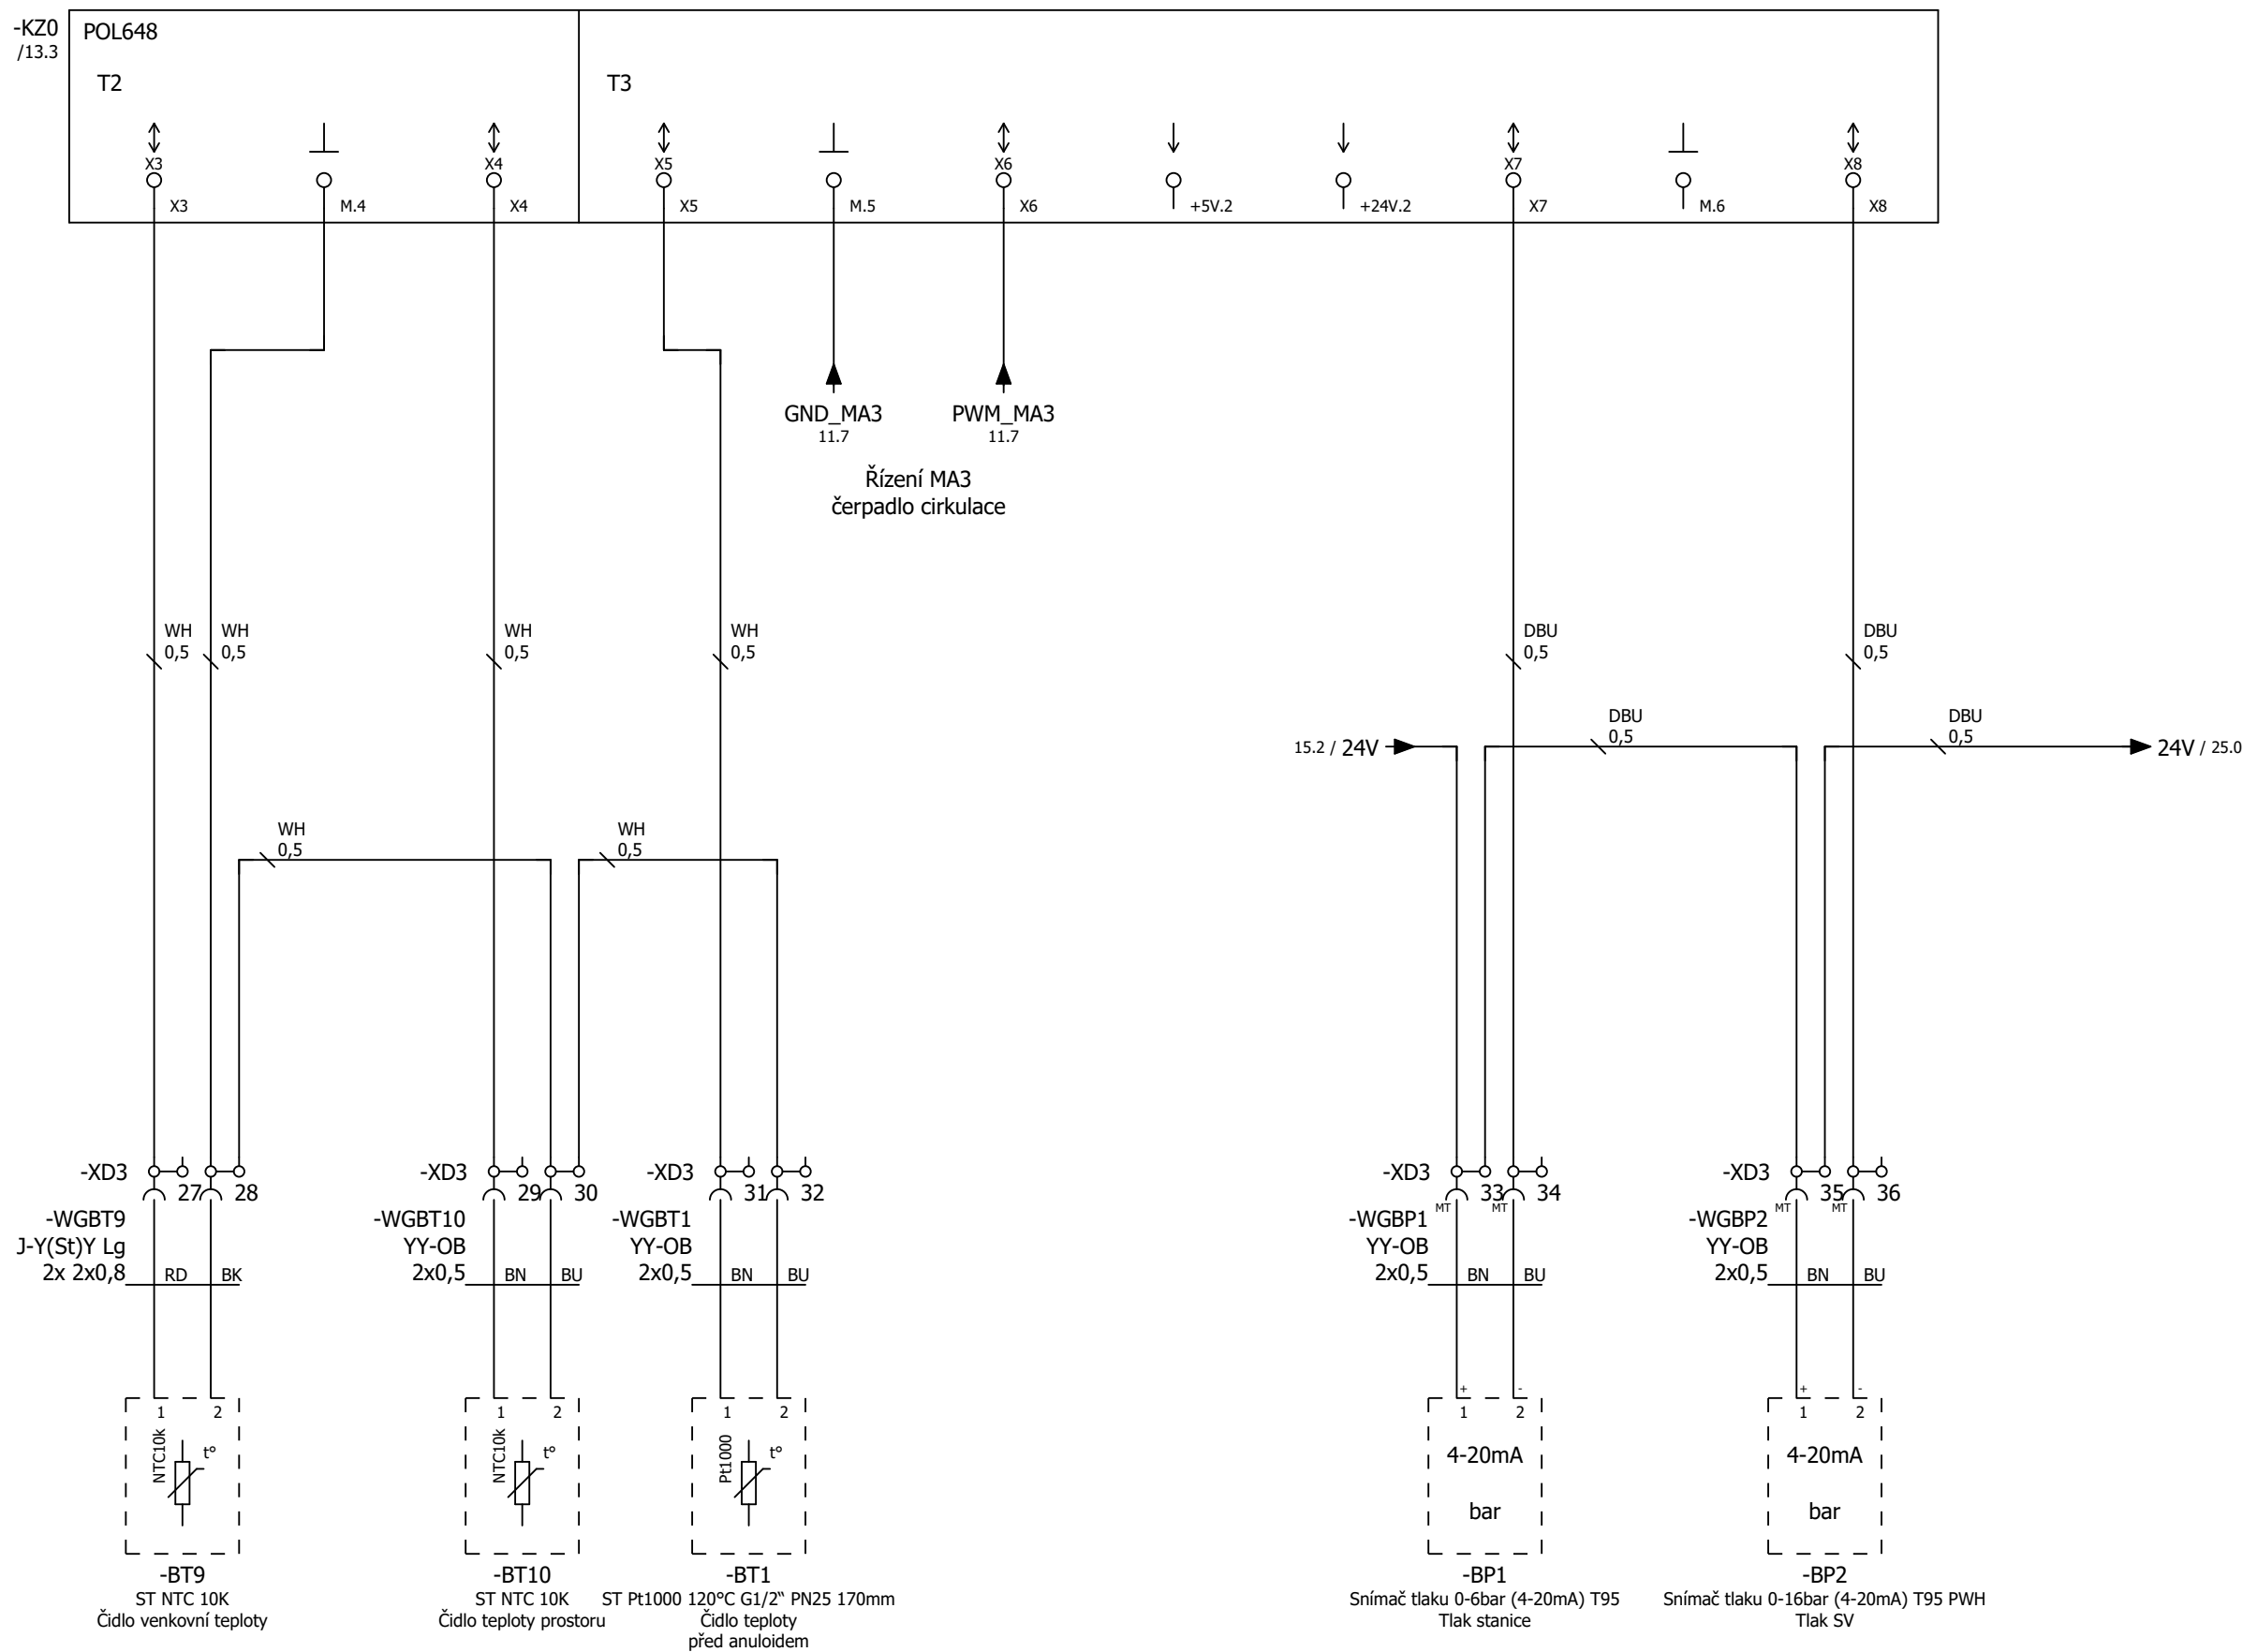 -KZ0
/13.3
POL648
T2
T3
X3
X4
X5
X6
X7
X8
X3
M.4
X4
X5
M.5
X6
+5V.2
+24V.2
X7
M.6
X8
GND_MA3
11.7
PWM_MA3
11.7
Řízení MA3
čerpadlo cirkulace
WH
0,5
WH
0,5
WH
0,5
WH
0,5
DBU
0,5
DBU
0,5
15.2 / 24V
DBU
0,5
DBU
0,5
24V / 25.0
WH
0,5
WH
0,5
-XD3
27
28
-XD3
29
30
-XD3
31
32
-XD3
33
34
-XD3
35
36
MT
MT
MT
MT
-WGBT9
J-Y(St)Y Lg
2x 2x0,8
RD
BK
-WGBT10
YY-OB
2x0,5
BN
BU
-WGBT1
YY-OB
2x0,5
BN
BU
-WGBP1
YY-OB
2x0,5
BN
BU
-WGBP2
YY-OB
2x0,5
BN
BU
1
2
NTC10k
t°
1
2
NTC10k
t°
1
2
Pt1000
t°
+
-
1
2
4-20mA
bar
+
-
1
2
4-20mA
bar
-BT9
ST NTC 10K
Čidlo venkovní teploty
-BT10
ST NTC 10K
Čidlo teploty prostoru
-BT1
ST Pt1000 120°C G1/2“ PN25 170mm
Čidlo teploty
před anuloidem
-BP1
Snímač tlaku 0-6bar (4-20mA) T95
Tlak stanice
-BP2
Snímač tlaku 0-16bar (4-20mA) T95 PWH
Tlak SV